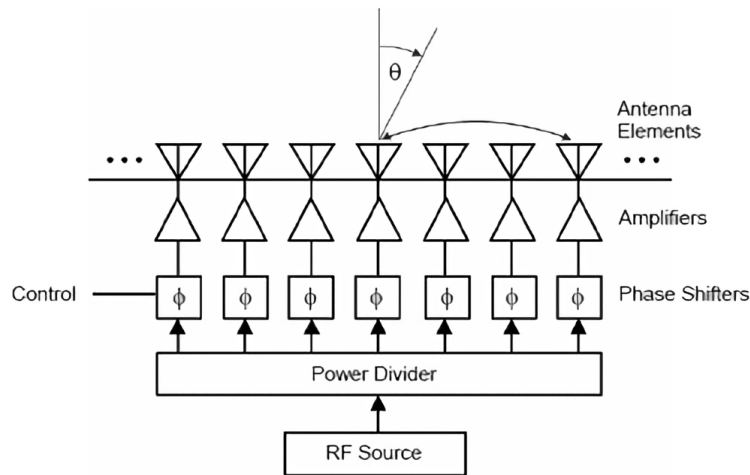 θ
Antenna
Elements
Amplifiers
Control
ϕ ϕ ϕ ϕ ϕ ϕ ϕ
Phase Shifters
Power Divider
RF Source